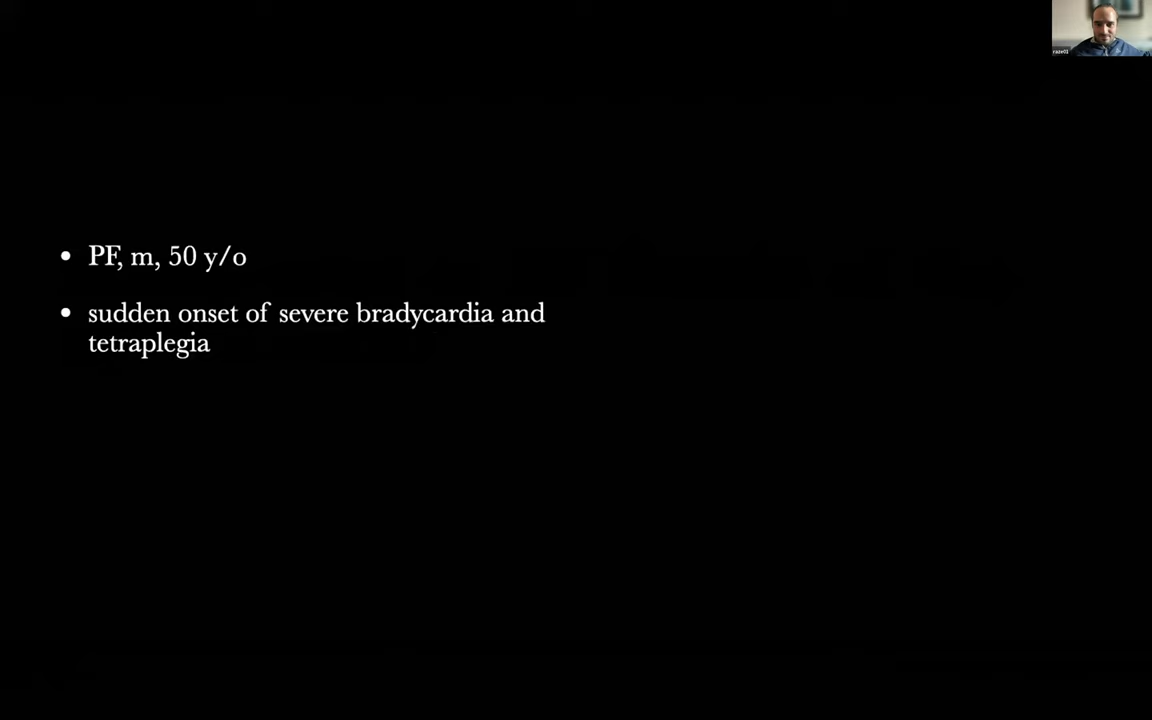 • PF, m, 50 y/o
• sudden onset of severe bradycardia and
tetraplegia